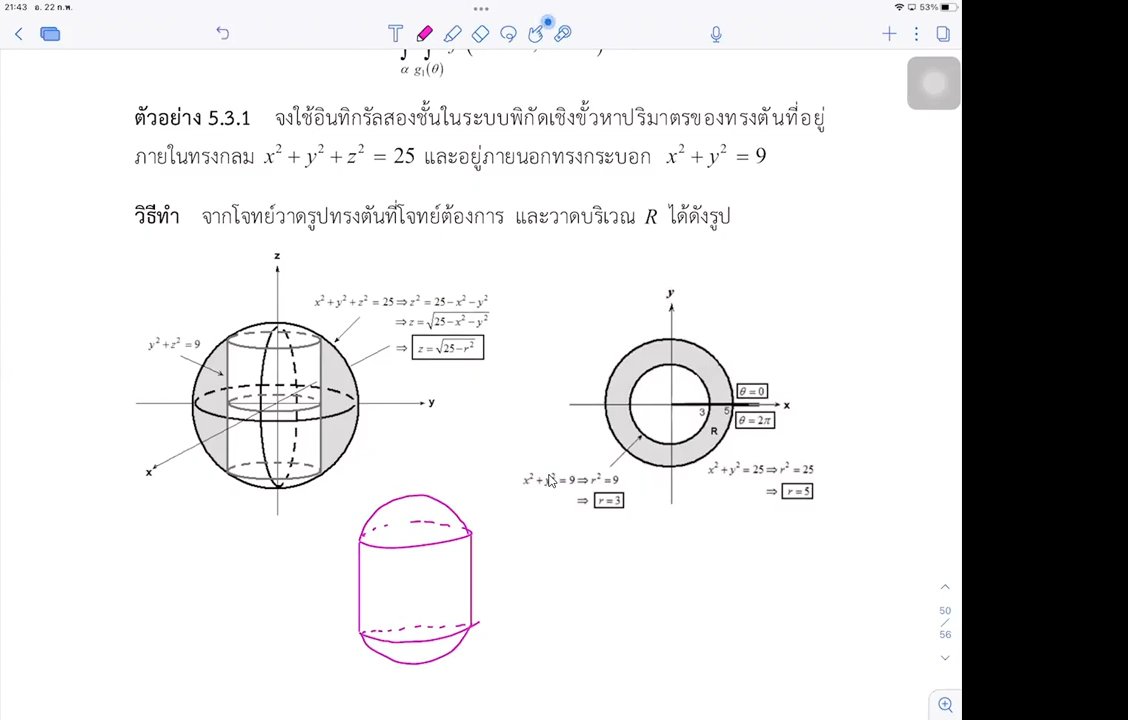 21:43 อ. 22 ก.พ.
53%
α g₁(θ)
ตัวอย่าง 5.3.1 จงใช้อินทิกรัลสองชั้นในระบบพิกัดเชิงขั้วหาปริมาตรของทรงตันที่อยู่
ภายในทรงกลม x² + y² + z² = 25 และอยู่ภายนอกทรงกระบอก x² + y² = 9
วิธีทำ จากโจทย์วาดรูปทรงตันที่โจทย์ต้องการ และวาดบริเวณ R ได้ดังรูป
z
x² + y² + z² = 25 ⇒ z² = 25 − x² − y²
⇒ z = √(25 − x² − y²)
⇒ z = √(25 − r²)
y² + z² = 9
y
x
y
θ = 0
x
3
5
θ = 2π
R
x² + y² = 25 ⇒ r² = 25
⇒ r = 5
x² + y² = 9 ⇒ r² = 9
⇒ r = 3
50
/
56